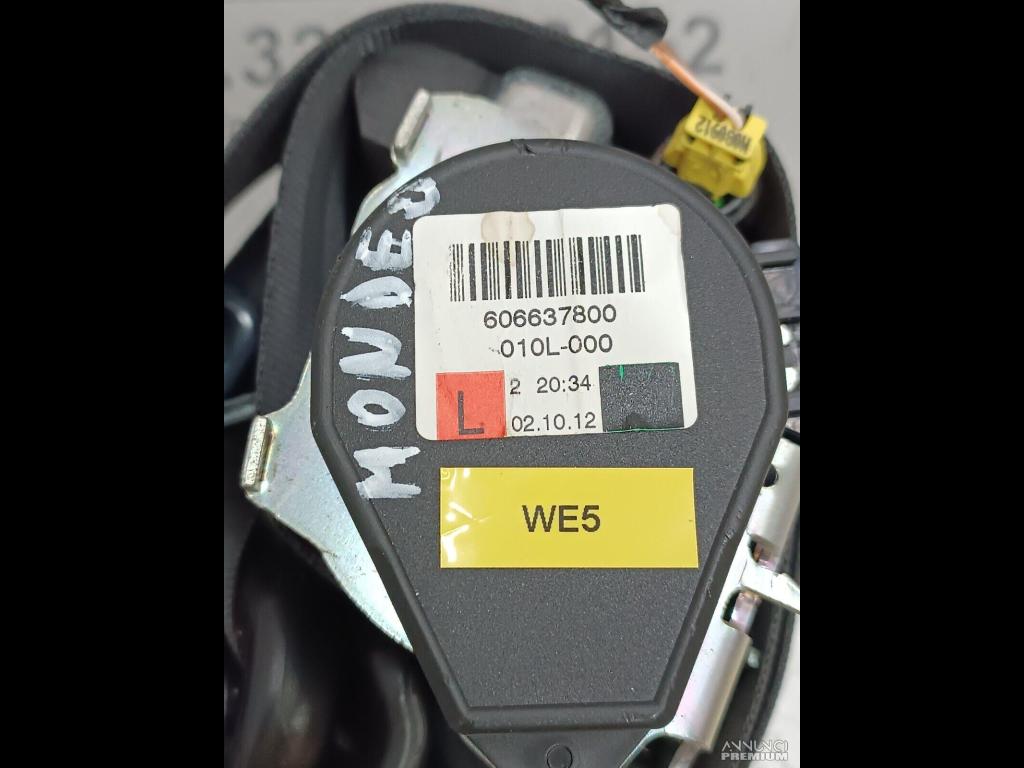 MONDEO
606637800
010L-000
L
2 20:34
02.10.12
WE5
ANNUNCI
PREMIUM